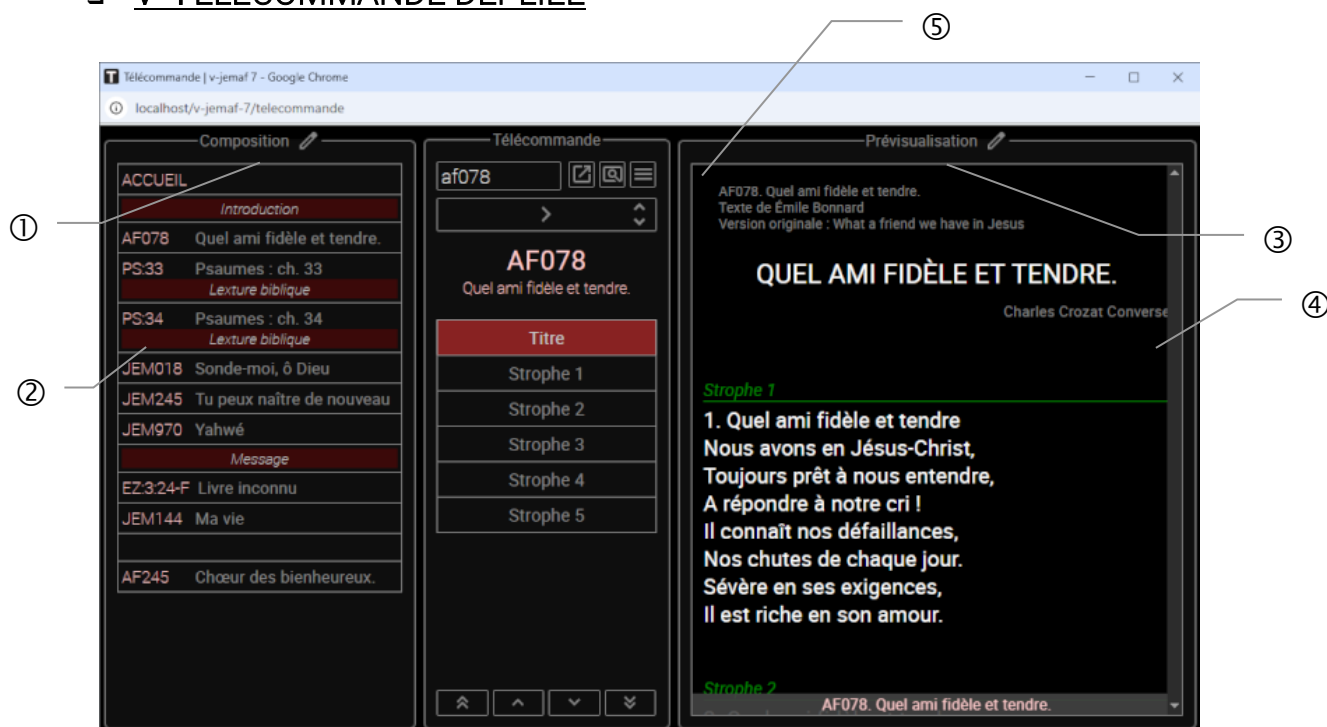 V-TÉLÉCOMMANDE DÉPLIÉE
⑤
Télécommande | v-jemaf 7 - Google Chrome
localhost/v-jemaf-7/telecommande
Composition
ACCUEIL
Introduction
AF078 Quel ami fidèle et tendre.
PS:33 Psaumes : ch. 33
Lexture biblique
PS:34 Psaumes : ch. 34
Lexture biblique
JEM018 Sonde-moi, ô Dieu
JEM245 Tu peux naître de nouveau
JEM970 Yahwé
Message
EZ:3:24-F Livre inconnu
JEM144 Ma vie
AF245 Chœur des bienheureux.
①
②
Télécommande
af078
>
AF078
Quel ami fidèle et tendre.
Titre
Strophe 1
Strophe 2
Strophe 3
Strophe 4
Strophe 5
Prévisualisation
AF078. Quel ami fidèle et tendre.
Texte de Émile Bonnard
Version originale : What a friend we have in Jesus
QUEL AMI FIDÈLE ET TENDRE.
Charles Crozat Converse
Strophe 1
1. Quel ami fidèle et tendre
Nous avons en Jésus-Christ,
Toujours prêt à nous entendre,
A répondre à notre cri !
Il connaît nos défaillances,
Nos chutes de chaque jour.
Sévère en ses exigences,
Il est riche en son amour.
Strophe 2
AF078. Quel ami fidèle et tendre.
③
④